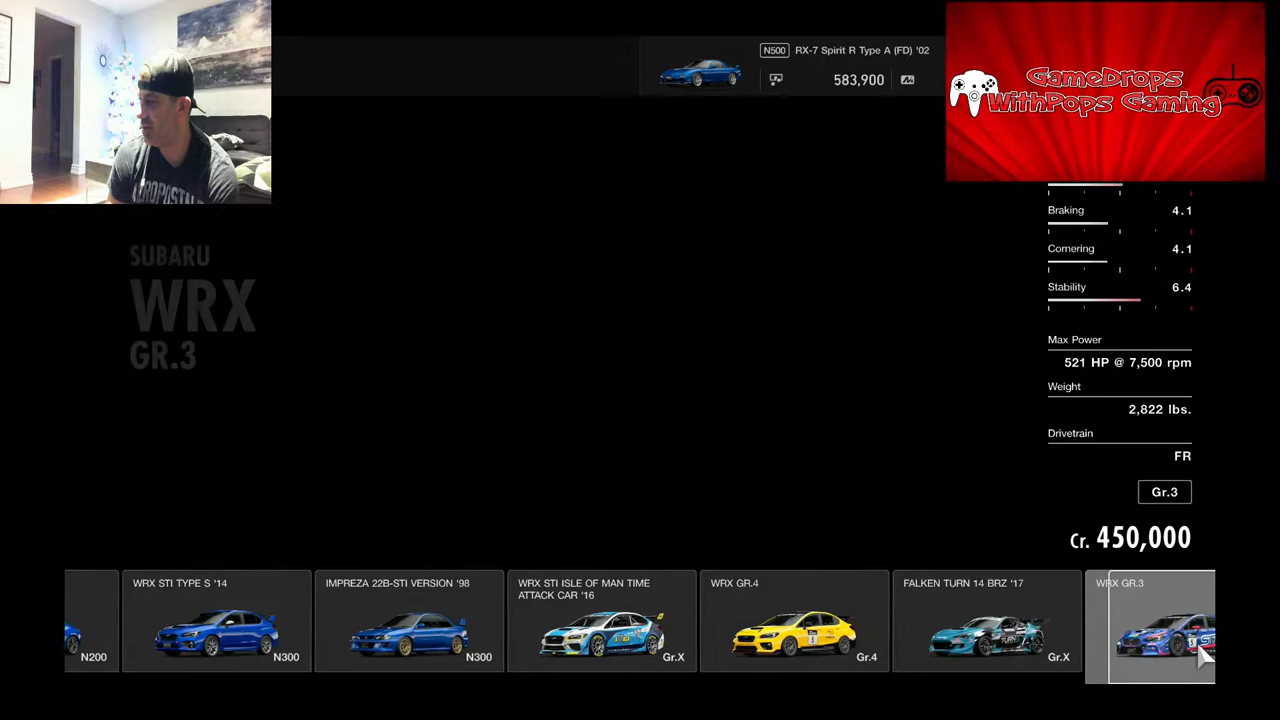 N500 RX-7 Spirit R Type A (FD) '02
583,900
GameDrops
WithPops Gaming
AEROPOSTALE
Braking 4.1
Cornering 4.1
Stability 6.4
SUBARU
WRX
GR.3
Max Power
521 HP @ 7,500 rpm
Weight
2,822 lbs.
Drivetrain
FR
Gr.3
Cr. 450,000
N200
WRX STI TYPE S '14
N300
IMPREZA 22B-STI VERSION '98
N300
WRX STI ISLE OF MAN TIME
ATTACK CAR '16
Gr.X
WRX GR.4
Gr.4
FALKEN TURN 14 BRZ '17
Gr.X
WRX GR.3